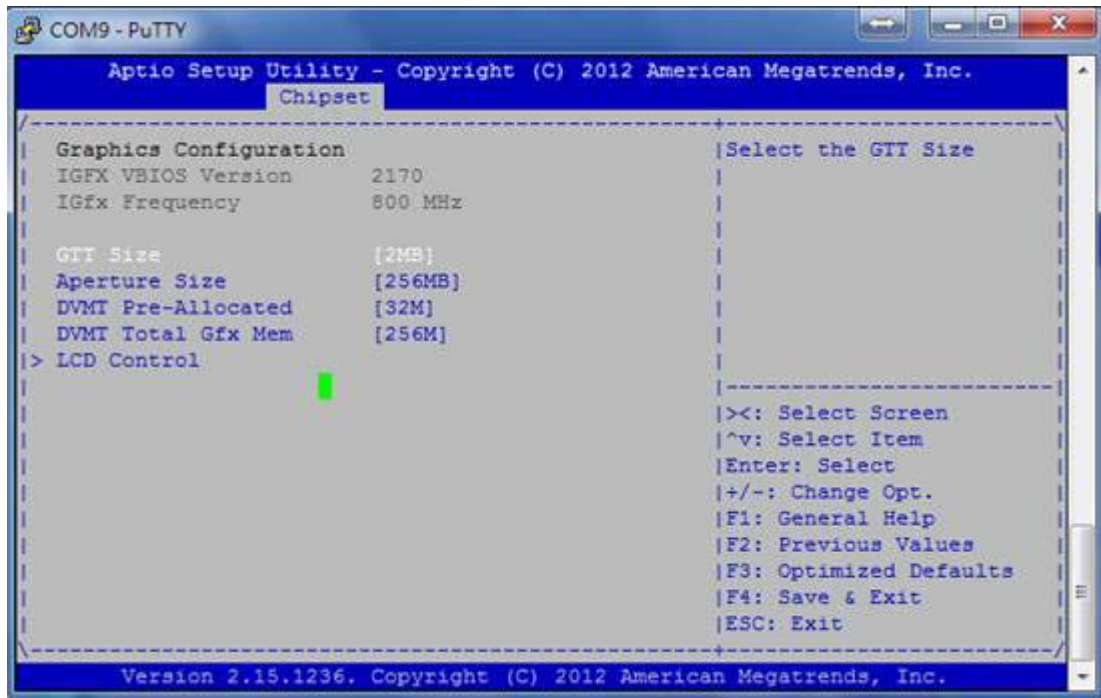 COM9 - PuTTY
Aptio Setup Utility - Copyright (C) 2012 American Megatrends, Inc.
Chipset
/--------------------------------------------------+------------------------\
| Graphics Configuration |Select the GTT Size |
| IGFX VBIOS Version 2170 | |
| IGfx Frequency 800 MHz | |
| | |
| GTT Size [2MB] | |
| Aperture Size [256MB] | |
| DVMT Pre-Allocated [32M] | |
| DVMT Total Gfx Mem [256M] | |
|> LCD Control | |
| |------------------------|
| |><: Select Screen |
| |^v: Select Item |
| |Enter: Select |
| |+/-: Change Opt. |
| |F1: General Help |
| |F2: Previous Values |
| |F3: Optimized Defaults |
| |F4: Save & Exit |
| |ESC: Exit |
\--------------------------------------------------+------------------------/
Version 2.15.1236. Copyright (C) 2012 American Megatrends, Inc.